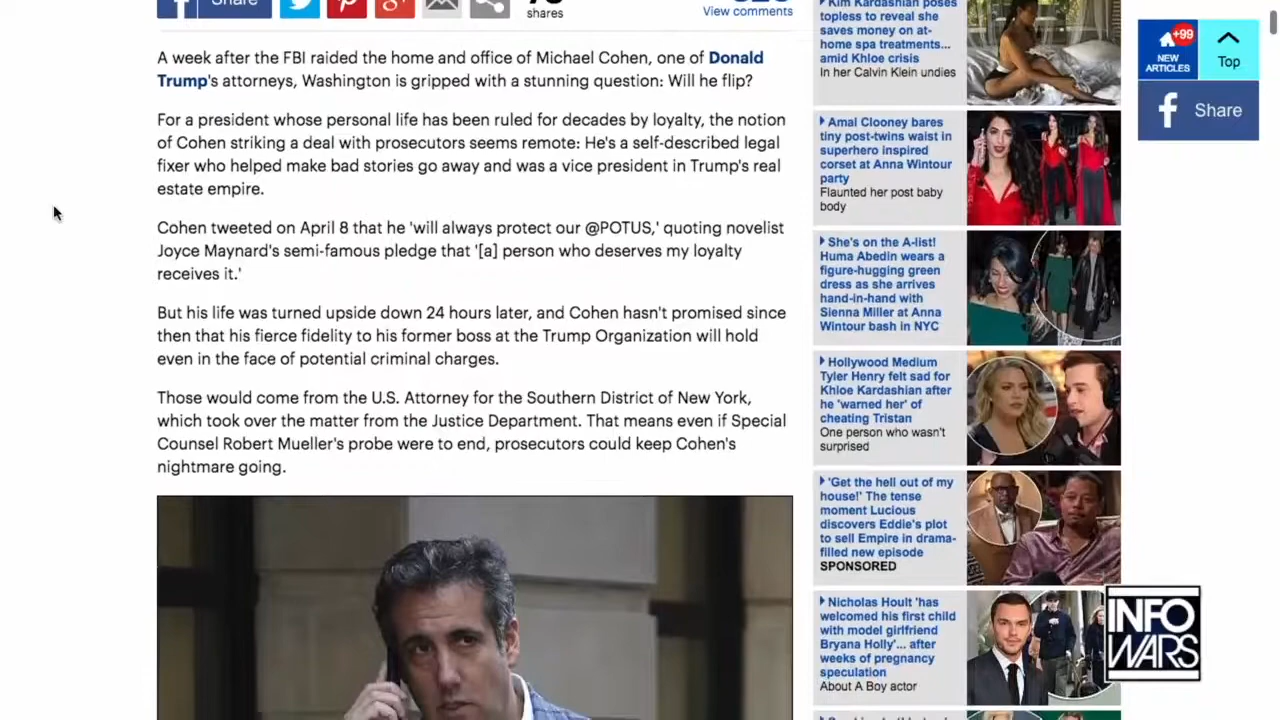 Share
shares
View comments
A week after the FBI raided the home and office of Michael Cohen, one of Donald
Trump's attorneys, Washington is gripped with a stunning question: Will he flip?
For a president whose personal life has been ruled for decades by loyalty, the notion
of Cohen striking a deal with prosecutors seems remote: He's a self-described legal
fixer who helped make bad stories go away and was a vice president in Trump's real
estate empire.
Cohen tweeted on April 8 that he 'will always protect our @POTUS,' quoting novelist
Joyce Maynard's semi-famous pledge that '[a] person who deserves my loyalty
receives it.'
But his life was turned upside down 24 hours later, and Cohen hasn't promised since
then that his fierce fidelity to his former boss at the Trump Organization will hold
even in the face of potential criminal charges.
Those would come from the U.S. Attorney for the Southern District of New York,
which took over the matter from the Justice Department. That means even if Special
Counsel Robert Mueller's probe were to end, prosecutors could keep Cohen's
nightmare going.
Kim Kardashian poses
topless to reveal she
saves money on at-
home spa treatments...
amid Khloe crisis
In her Calvin Klein undies
Amal Clooney bares
tiny post-twins waist in
superhero inspired
corset at Anna Wintour
party
Flaunted her post baby
body
She's on the A-list!
Huma Abedin wears a
figure-hugging green
dress as she arrives
hand-in-hand with
Sienna Miller at Anna
Wintour bash in NYC
Hollywood Medium
Tyler Henry felt sad for
Khloe Kardashian after
he 'warned her' of
cheating Tristan
One person who wasn't
surprised
'Get the hell out of my
house!' The tense
moment Lucious
discovers Eddie's plot
to sell Empire in drama-
filled new episode
SPONSORED
Nicholas Hoult 'has
welcomed his first child
with model girlfriend
Bryana Holly'... after
weeks of pregnancy
speculation
About A Boy actor
+99
NEW
ARTICLES
Top
Share
INFO
WARS